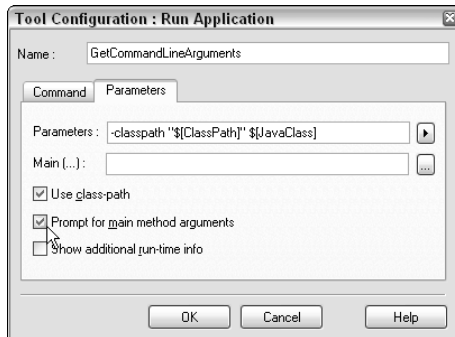 Tool Configuration : Run Application
Name : GetCommandLineArguments
Command Parameters
Parameters : -classpath "$[ClassPath]" $[JavaClass]
Main (...) : ...
Use class-path
Prompt for main method arguments
Show additional run-time info
OK Cancel Help